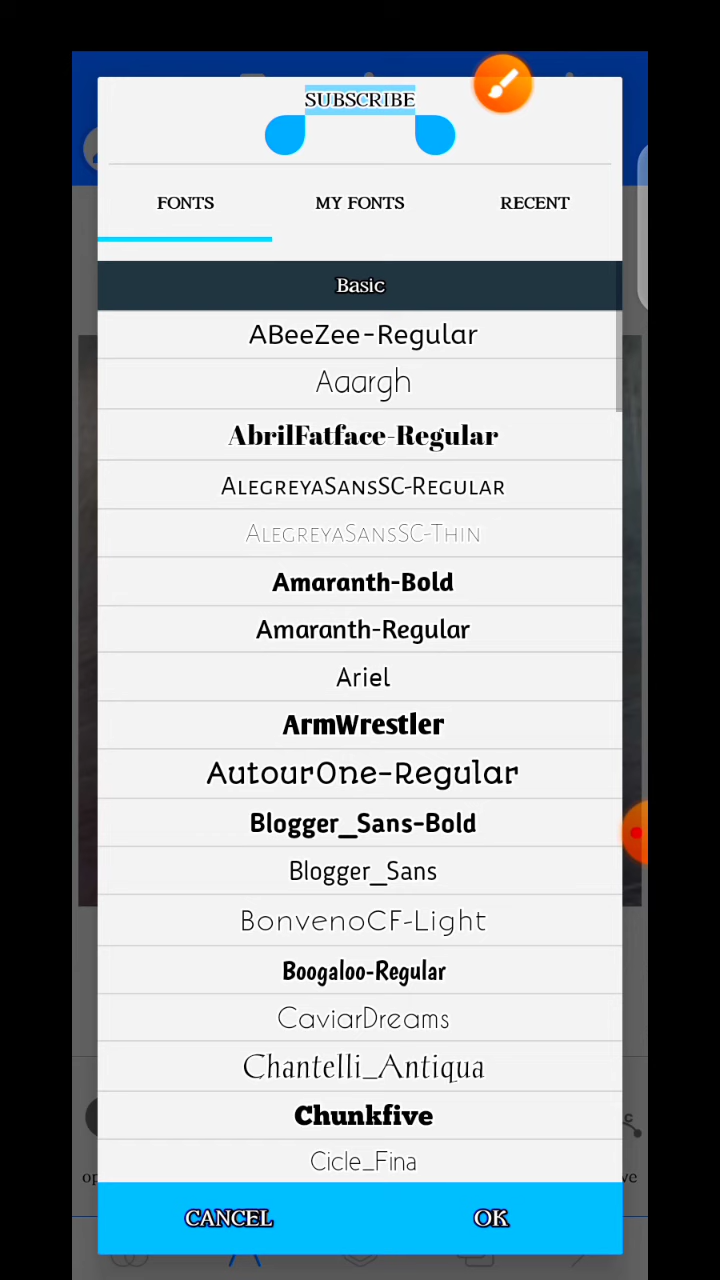 SUBSCRIBE
FONTS MY FONTS RECENT
Basic
ABeeZee-Regular
Aaargh
AbrilFatface-Regular
AlegreyaSansSC-Regular
AlegreyaSansSC-Thin
Amaranth-Bold
Amaranth-Regular
Ariel
ArmWrestler
AutourOne-Regular
Blogger_Sans-Bold
Blogger_Sans
BonvenoCF-Light
Boogaloo-Regular
CaviarDreams
Chantelli_Antiqua
Chunkfive
Cicle_Fina
CANCEL OK